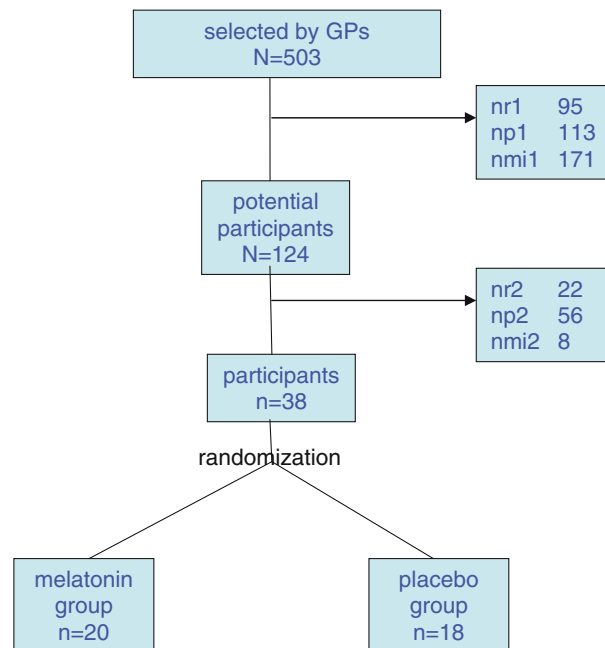 selected by GPs
N=503
nr1 95
np1 113
nmi1 171
potential
participants
N=124
nr2 22
np2 56
nmi2 8
participants
n=38
randomization
melatonin
group
n=20
placebo
group
n=18